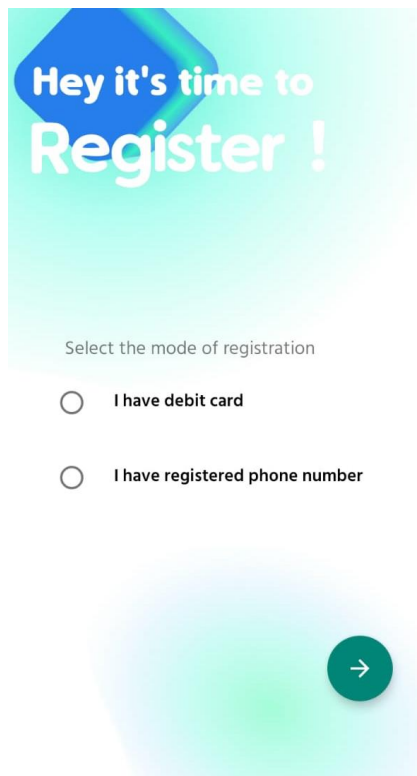 Hey it's time to
Register !
Select the mode of registration
I have debit card
I have registered phone number